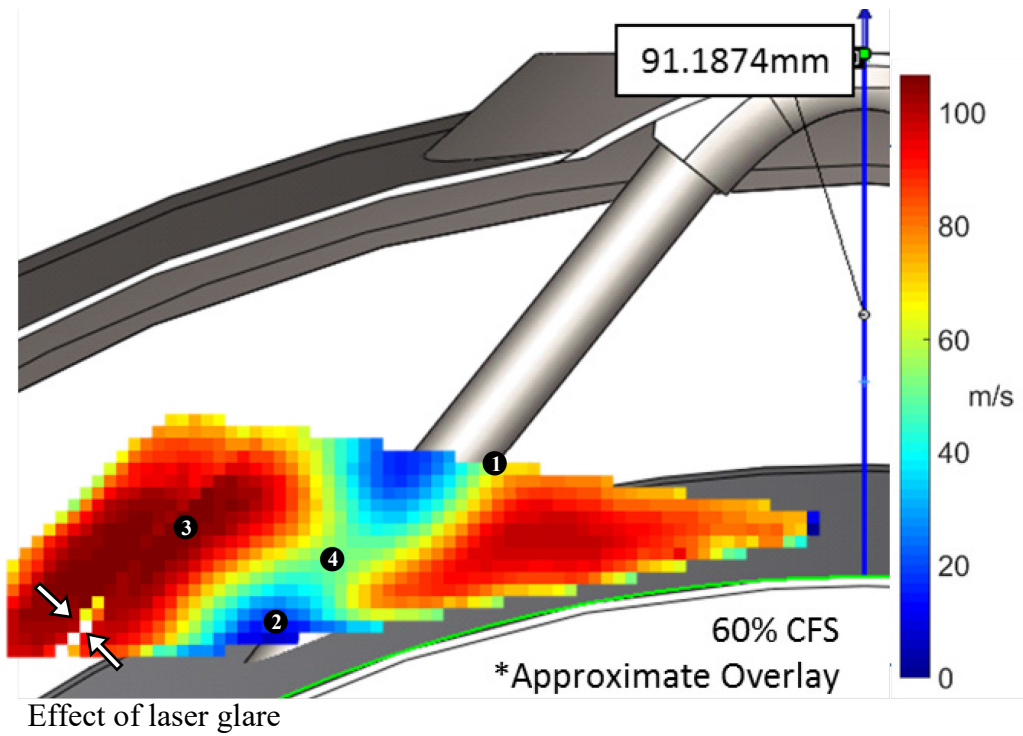 91.1874mm
100
80
60
m/s
40
20
0
1
3
4
2
60% CFS
*Approximate Overlay
Effect of laser glare